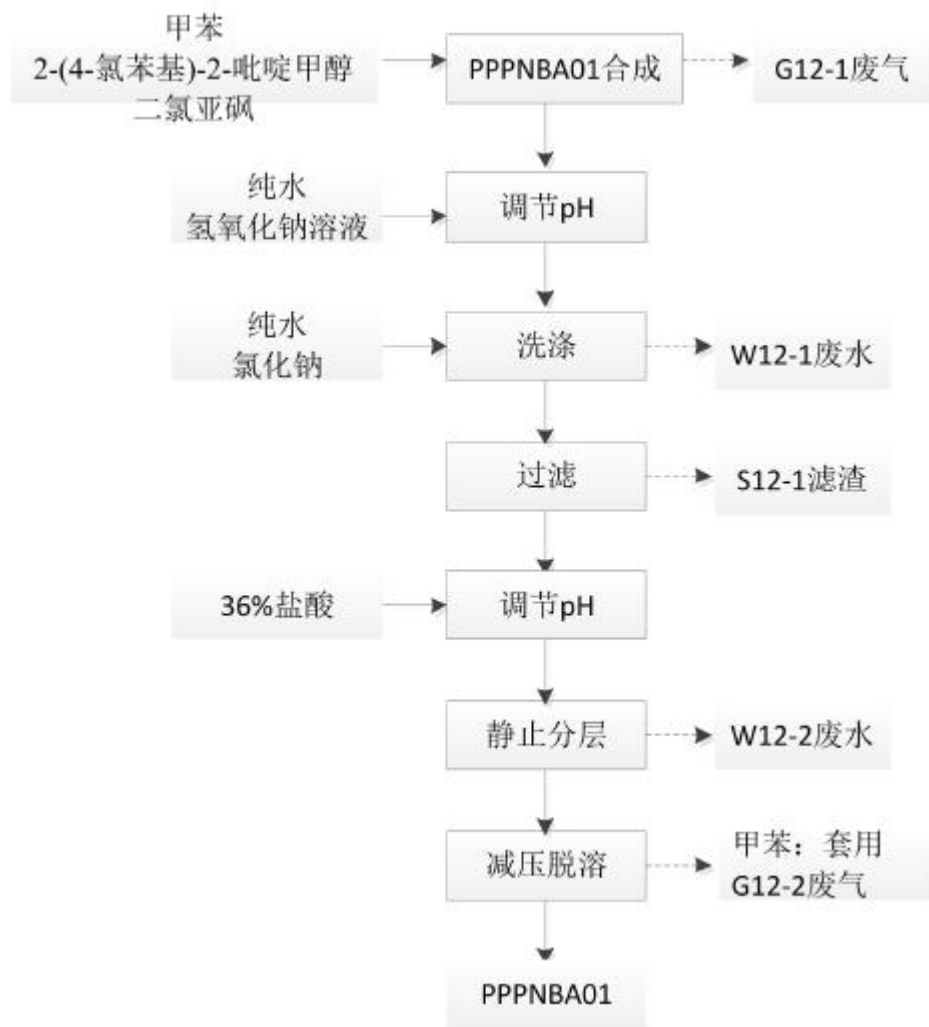 甲苯
2-(4-氯苯基)-2-吡啶甲醇
二氯亚砜
PPPNBA01合成
G12-1废气
纯水
氢氧化钠溶液
调节pH
纯水
氯化钠
洗涤
W12-1废水
过滤
S12-1滤渣
36%盐酸
调节pH
静止分层
W12-2废水
减压脱溶
甲苯：套用
G12-2废气
PPPNBA01